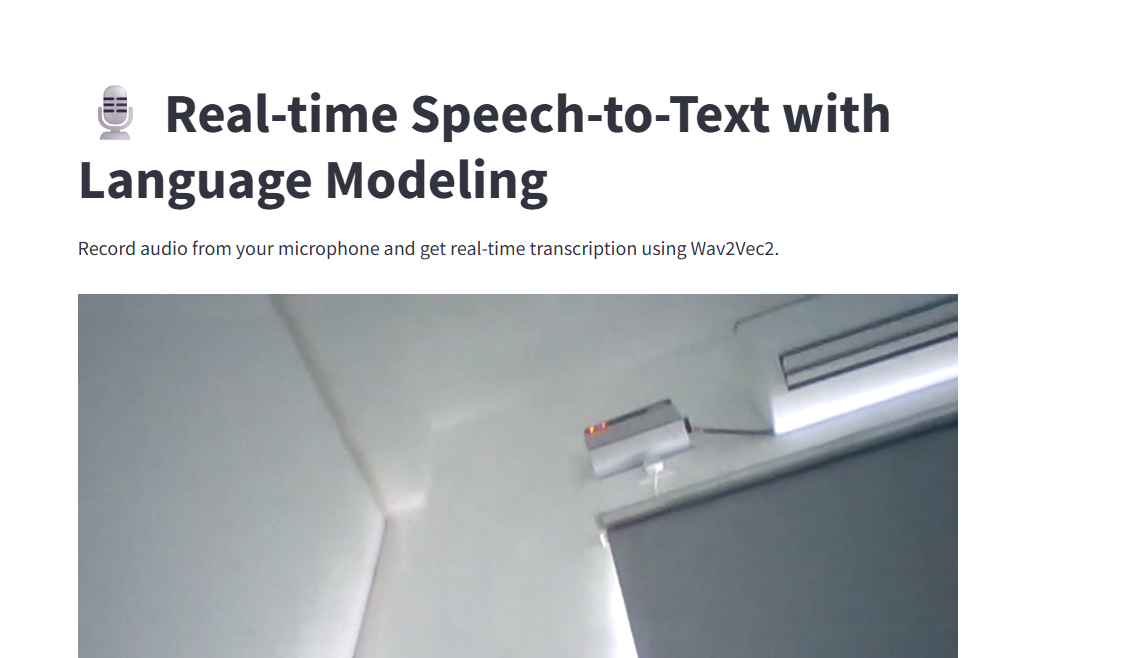 Real-time Speech-to-Text with
Language Modeling
Record audio from your microphone and get real-time transcription using Wav2Vec2.